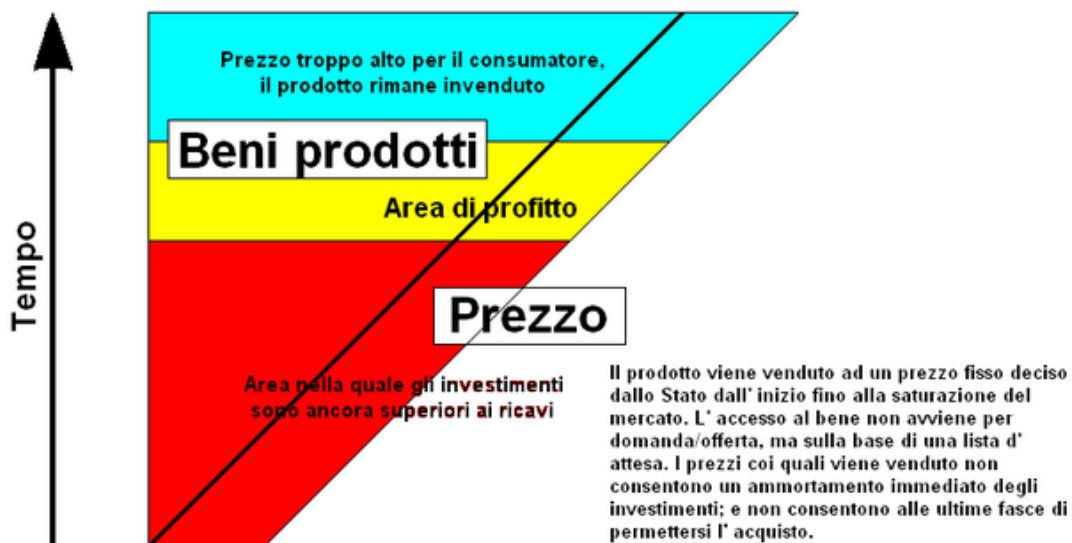 Prezzo troppo alto per il consumatore,
il prodotto rimane invenduto
Beni prodotti
Area di profitto
Tempo
Prezzo
Area nella quale gli investimenti
sono ancora superiori ai ricavi
Il prodotto viene venduto ad un prezzo fisso deciso
dallo Stato dall' inizio fino alla saturazione del
mercato. L' accesso al bene non avviene per
domanda/offerta, ma sulla base di una lista d'
attesa. I prezzi coi quali viene venduto non
consentono un ammortamento immediato degli
investimenti; e non consentono alle ultime fasce di
permettersi l' acquisto.